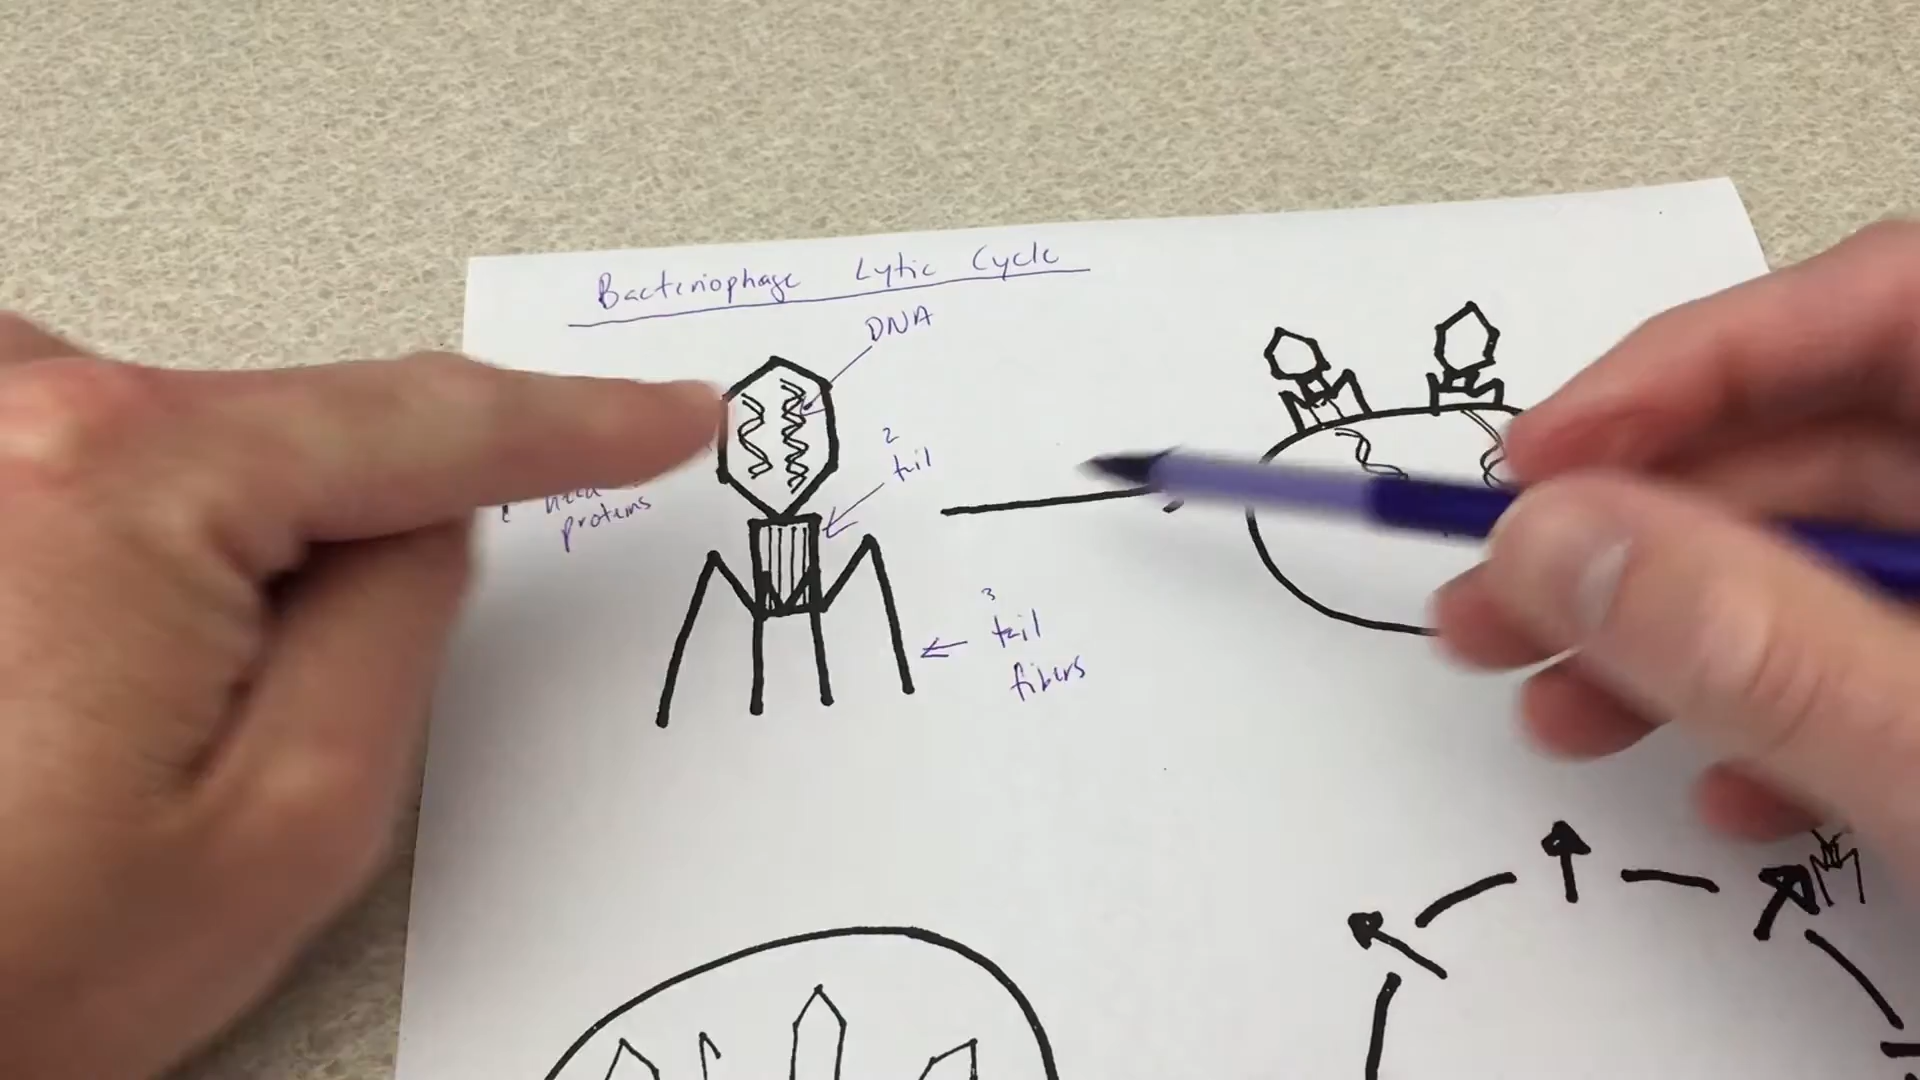 Bacteriophage Lytic Cycle
DNA
2
tail
proteins
3
tail
fibers